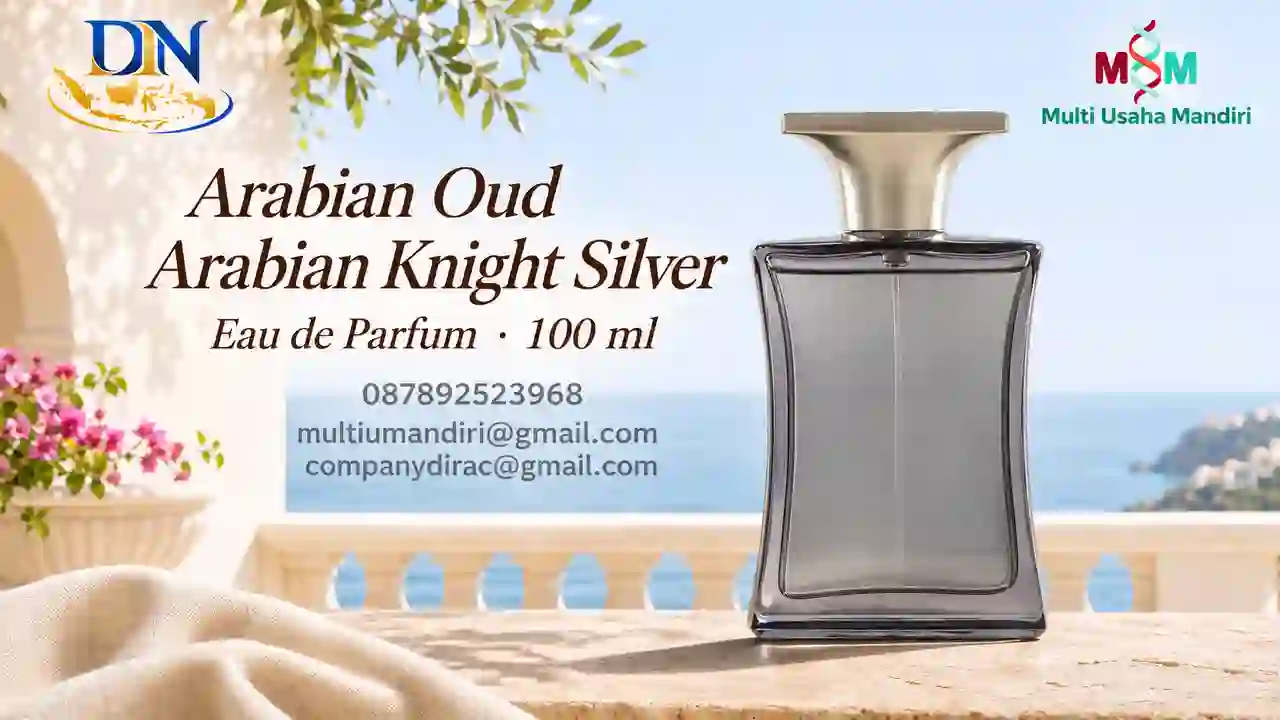 DN
MSM
Multi Usaha Mandiri
Arabian Oud
Arabian Knight Silver
Eau de Parfum · 100 ml
087892523968
multiumandiri@gmail.com
companydirac@gmail.com